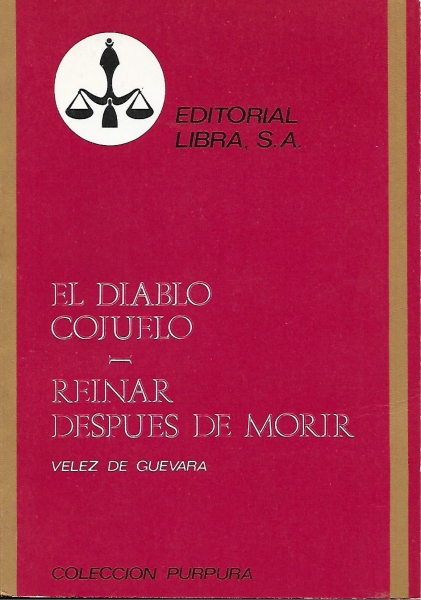 EDITORIAL
LIBRA, S.A.
EL DIABLO
COJUELO
—
REINAR
DESPUES DE MORIR
VELEZ DE GUEVARA
COLECCION PURPURA